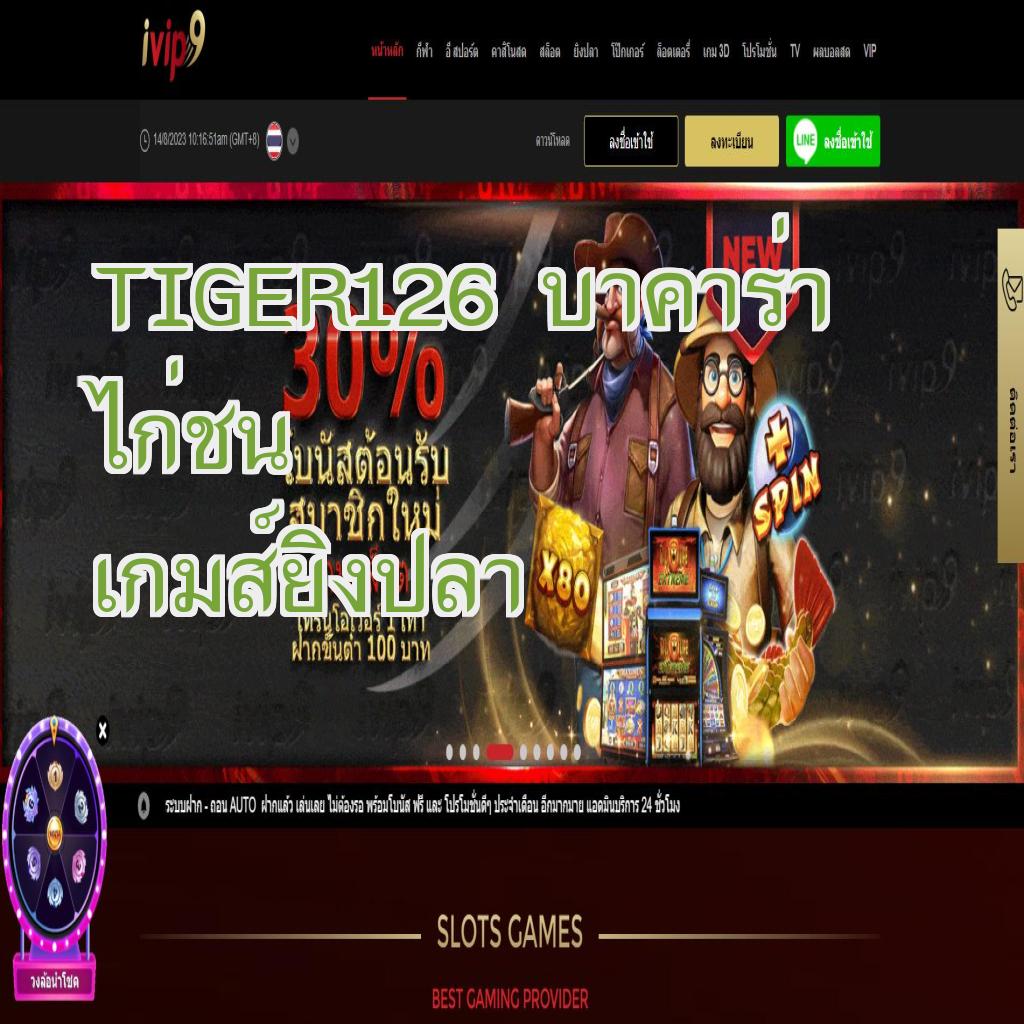 ivip9
หน้าหลัก กีฬา อี สปอร์ต คาสิโนสด สล็อต ยิงปลา โป๊กเกอร์ ล็อตเตอรี่ เกม 3D โปรโมชั่น TV ผลบอลสด VIP
14/8/2023 10:16:51am (GMT+8)
ดาวน์โหลด ลงชื่อเข้าใช้ ลงทะเบียน LINE ลงชื่อเข้าใช้
NEW
TIGER126 บาคาร่า
30%
ไก่ชน
โบนัสต้อนรับ
สมาชิกใหม่
+ SPIN
เกมส์ยิงปลา
X80
EXTREME
เทิร์นโอเวอร์ 1 เท่า
ฝากขั้นต่ำ 100 บาท
ติดต่อเรา
X
ระบบฝาก - ถอน AUTO ฝากแล้ว เล่นเลย ไม่ต้องรอ พร้อมโบนัส ฟรี และ โปรโมชั่นดีๆ ประจำเดือน อีกมากมาย แอดมินบริการ 24 ชั่วโมง
SLOTS GAMES
วงล้อนำโชค
BEST GAMING PROVIDER